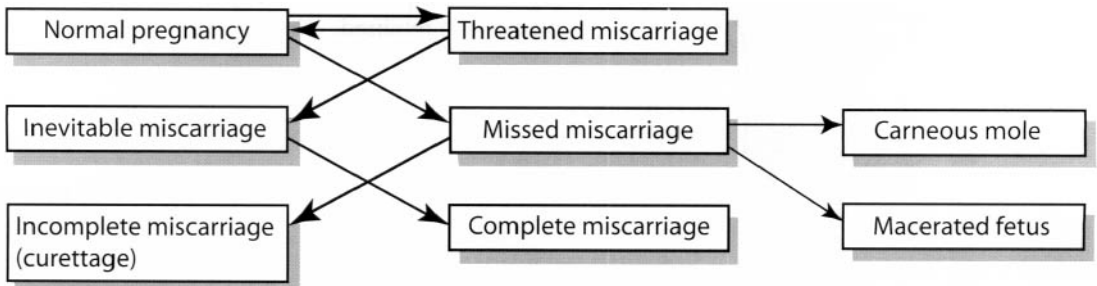 Normal pregnancy
Threatened miscarriage
Inevitable miscarriage
Missed miscarriage
Carneous mole
Incomplete miscarriage
(curettage)
Complete miscarriage
Macerated fetus